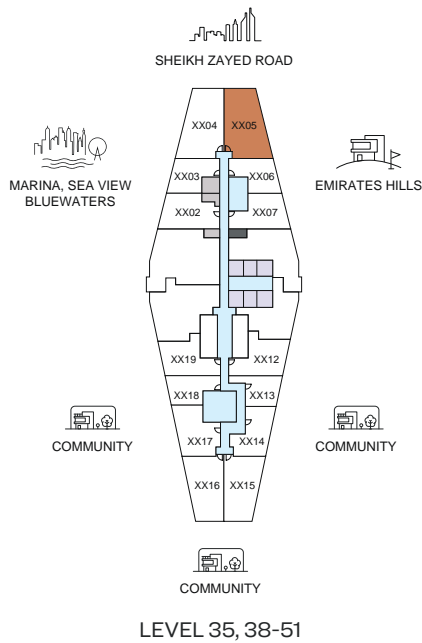 SHEIKH ZAYED ROAD
XX04 XX05
MARINA, SEA VIEW
BLUEWATERS
EMIRATES HILLS
XX03 XX06
XX02 XX07
XX19 XX12
XX18 XX13
XX17 XX14
COMMUNITY
COMMUNITY
XX16 XX15
COMMUNITY
LEVEL 35, 38-51